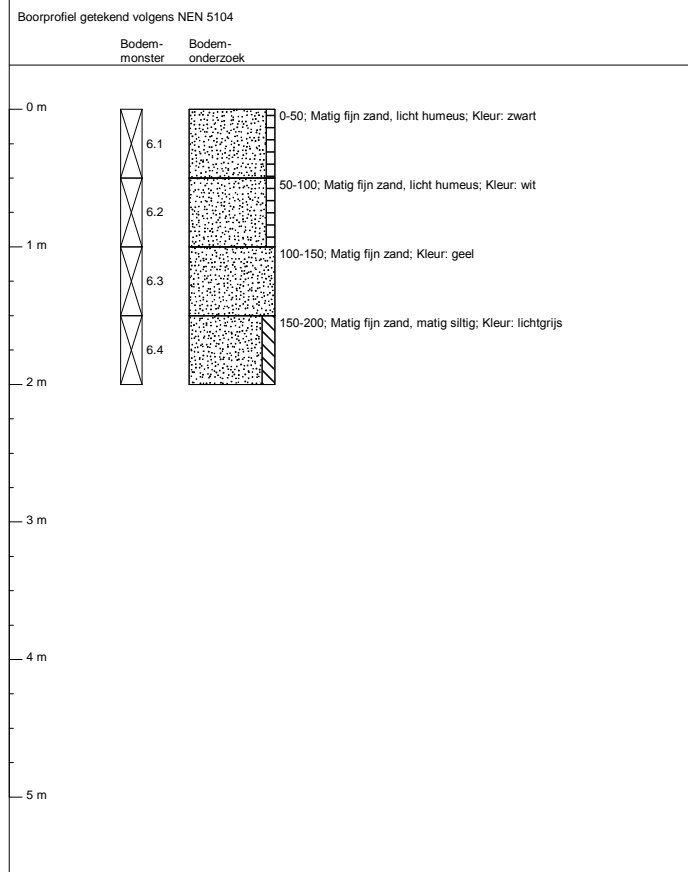 Boorprofiel getekend volgens NEN 5104
Bodem- Bodem-
monster onderzoek
0 m
0-50; Matig fijn zand, licht humeus; Kleur: zwart
6.1
50-100; Matig fijn zand, licht humeus; Kleur: wit
6.2
1 m
100-150; Matig fijn zand; Kleur: geel
6.3
150-200; Matig fijn zand, matig siltig; Kleur: lichtgrijs
6.4
2 m
3 m
4 m
5 m